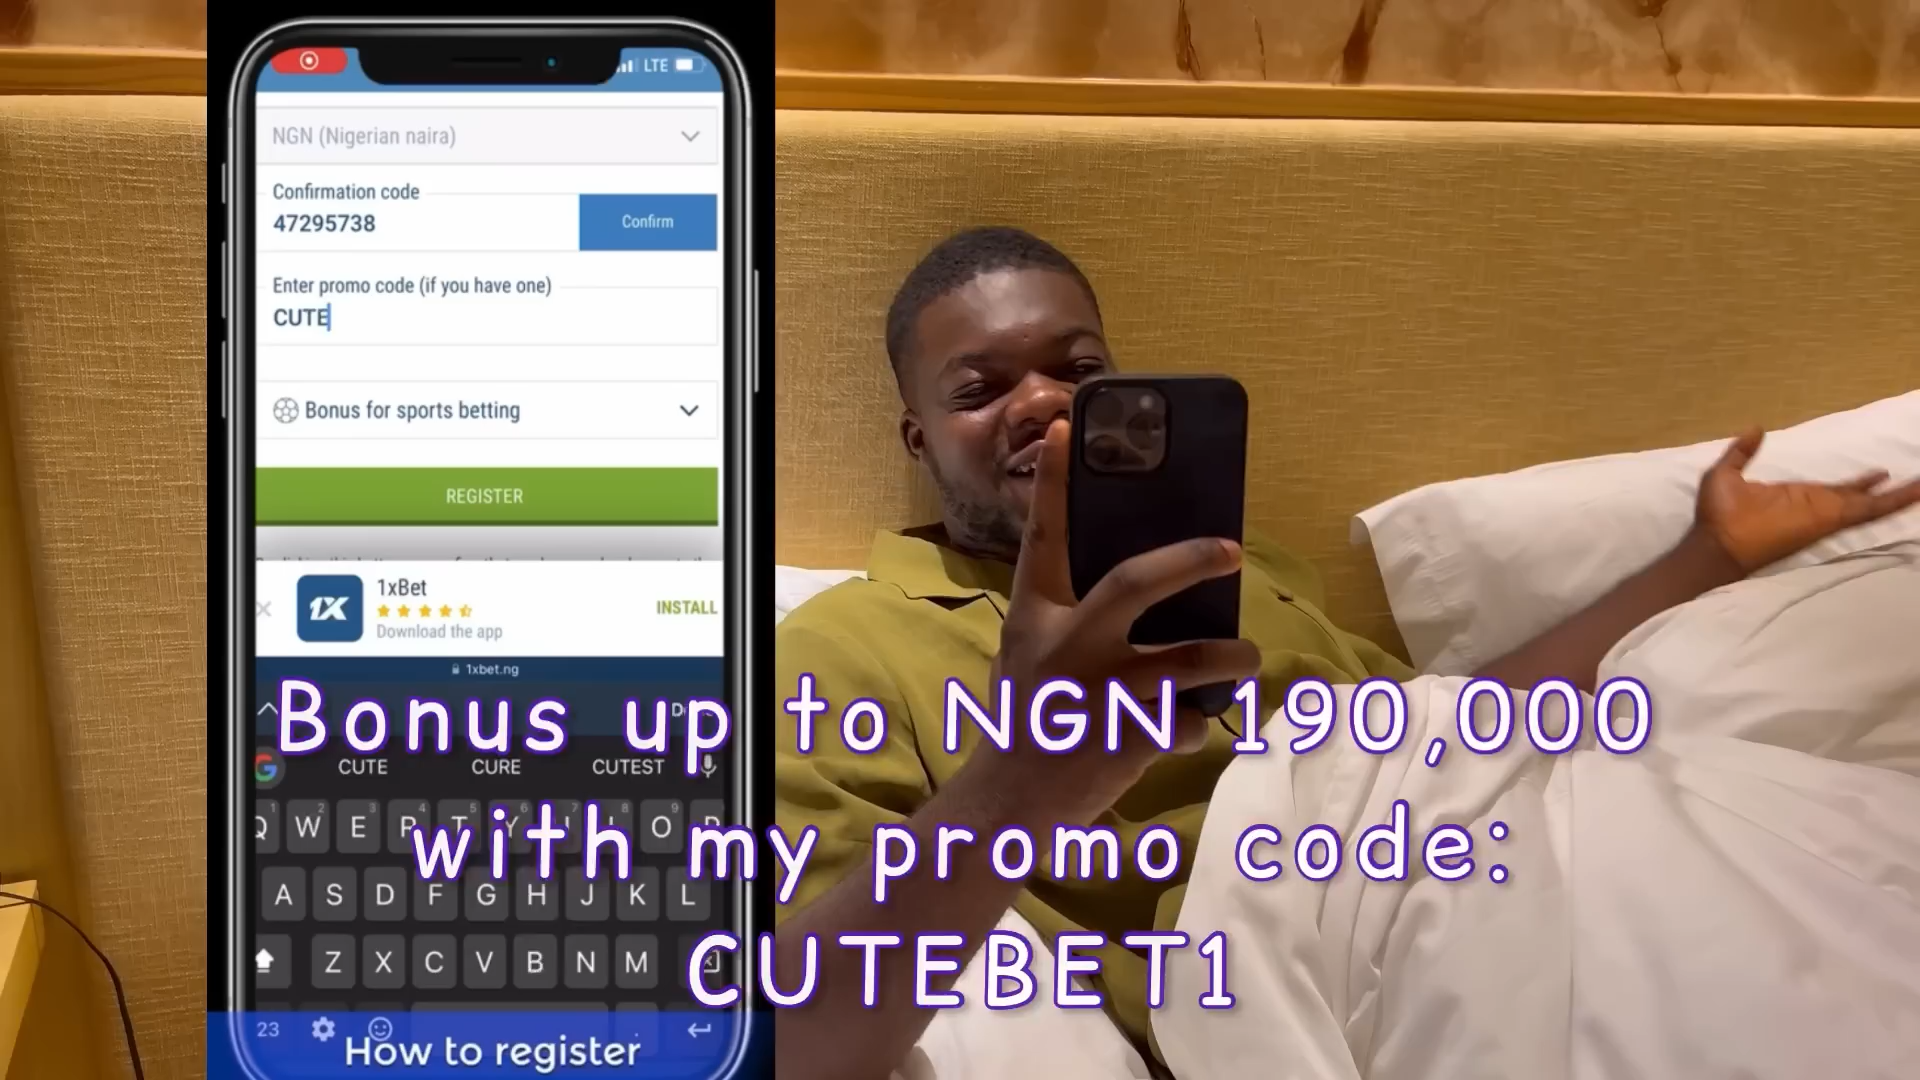 LTE
NGN (Nigerian naira)
Confirmation code
47295738
Confirm
Enter promo code (if you have one)
CUTE
Bonus for sports betting
REGISTER
1X
1xBet
INSTALL
Download the app
1xbet.ng
Bonus up to NGN 190,000
CUTE CURE CUTEST
Q W E R T Y U I O P
with my promo code:
A S D F G H J K L
Z X C V B N M
CUTEBET1
23
How to register